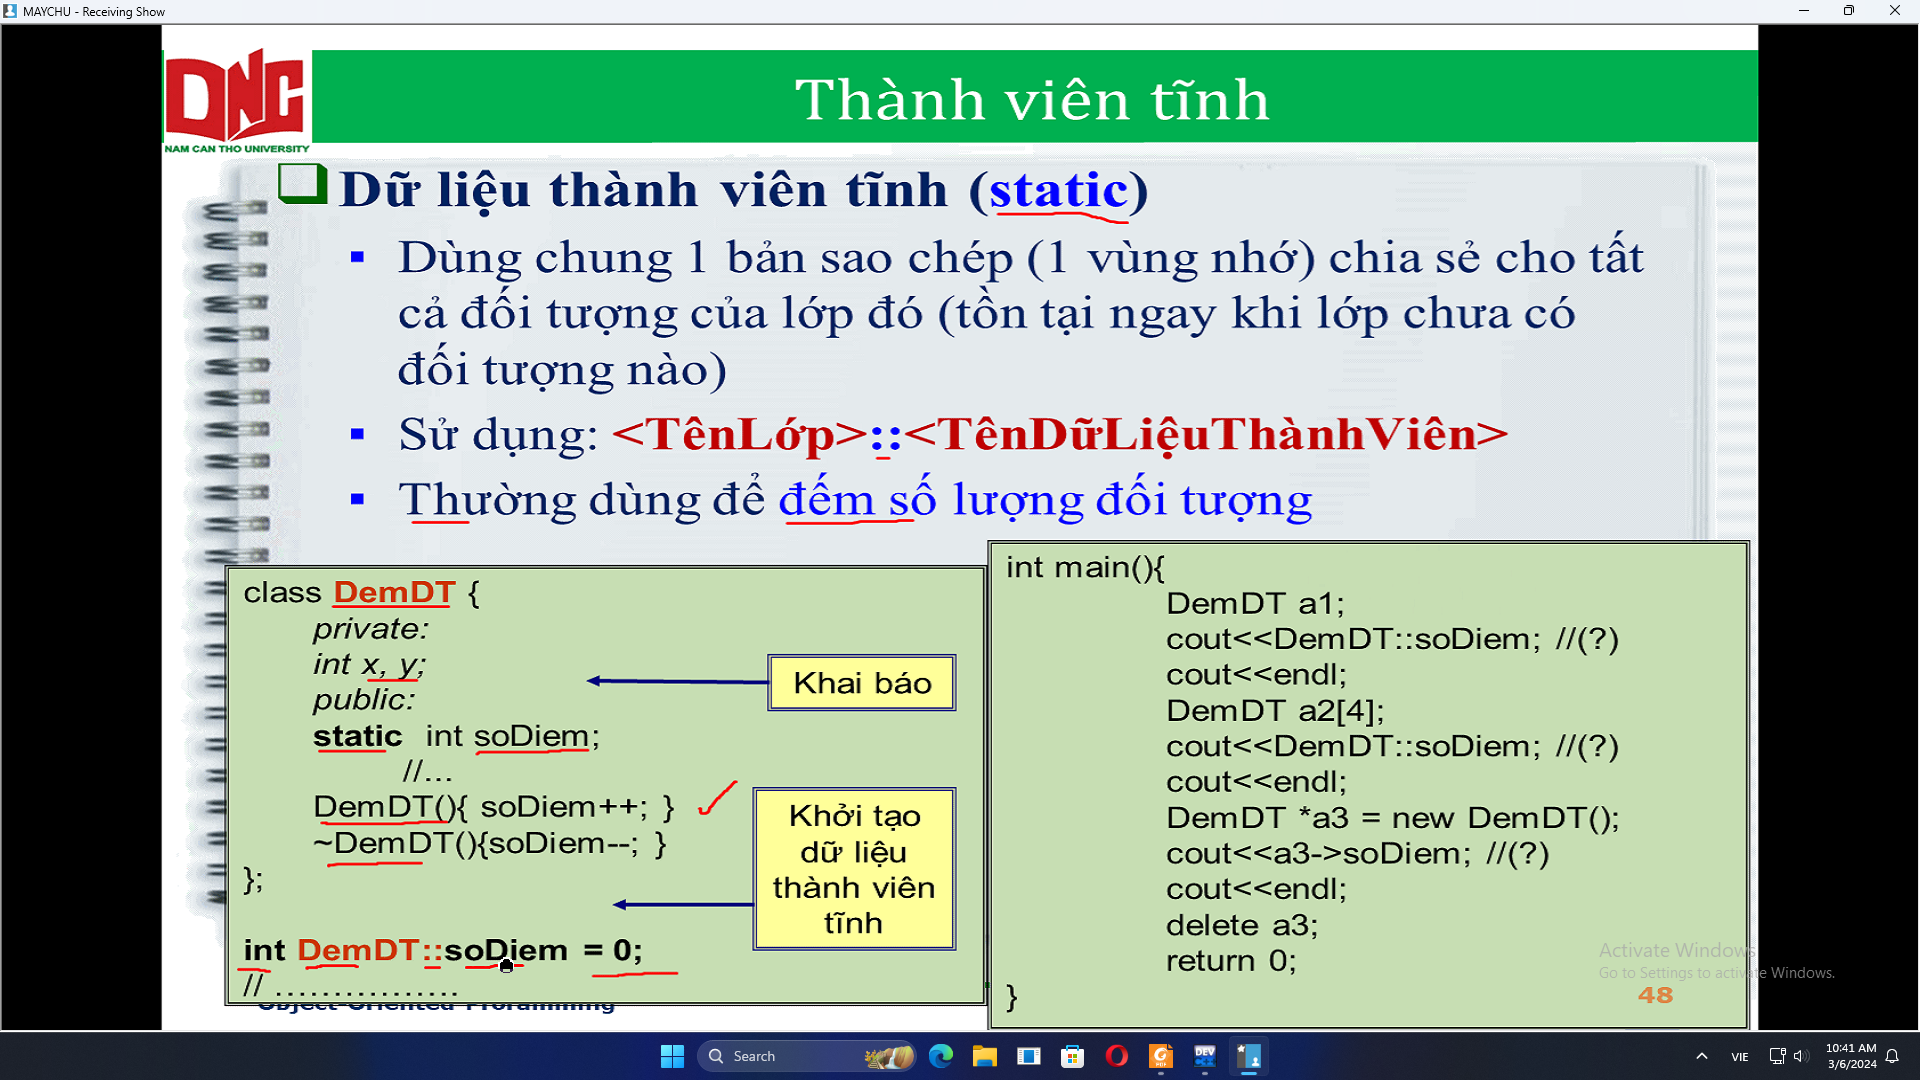 MAYCHU - Receiving Show
DNC
NAM CAN THO UNIVERSITY
Thành viên tĩnh
Dữ liệu thành viên tĩnh (static)
Dùng chung 1 bản sao chép (1 vùng nhớ) chia sẻ cho tất
cả đối tượng của lớp đó (tồn tại ngay khi lớp chưa có
đối tượng nào)
Sử dụng: <TênLớp>::<TênDữLiệuThànhViên>
Thường dùng để đếm số lượng đối tượng
class DemDT {
private:
int x, y;
public:
static int soDiem;
//...
DemDT(){ soDiem++; }
~DemDT(){soDiem--; }
};
int DemDT::soDiem = 0;
// ................
Khai báo
Khởi tạo
dữ liệu
thành viên
tĩnh
int main(){
DemDT a1;
cout<<DemDT::soDiem; //(?)
cout<<endl;
DemDT a2[4];
cout<<DemDT::soDiem; //(?)
cout<<endl;
DemDT *a3 = new DemDT();
cout<<a3->soDiem; //(?)
cout<<endl;
delete a3;
return 0;
}
Object-Oriented Programming
48
Activate Windows
Go to Settings to activate Windows.
Search
DEV
VIE
10:41 AM
3/6/2024